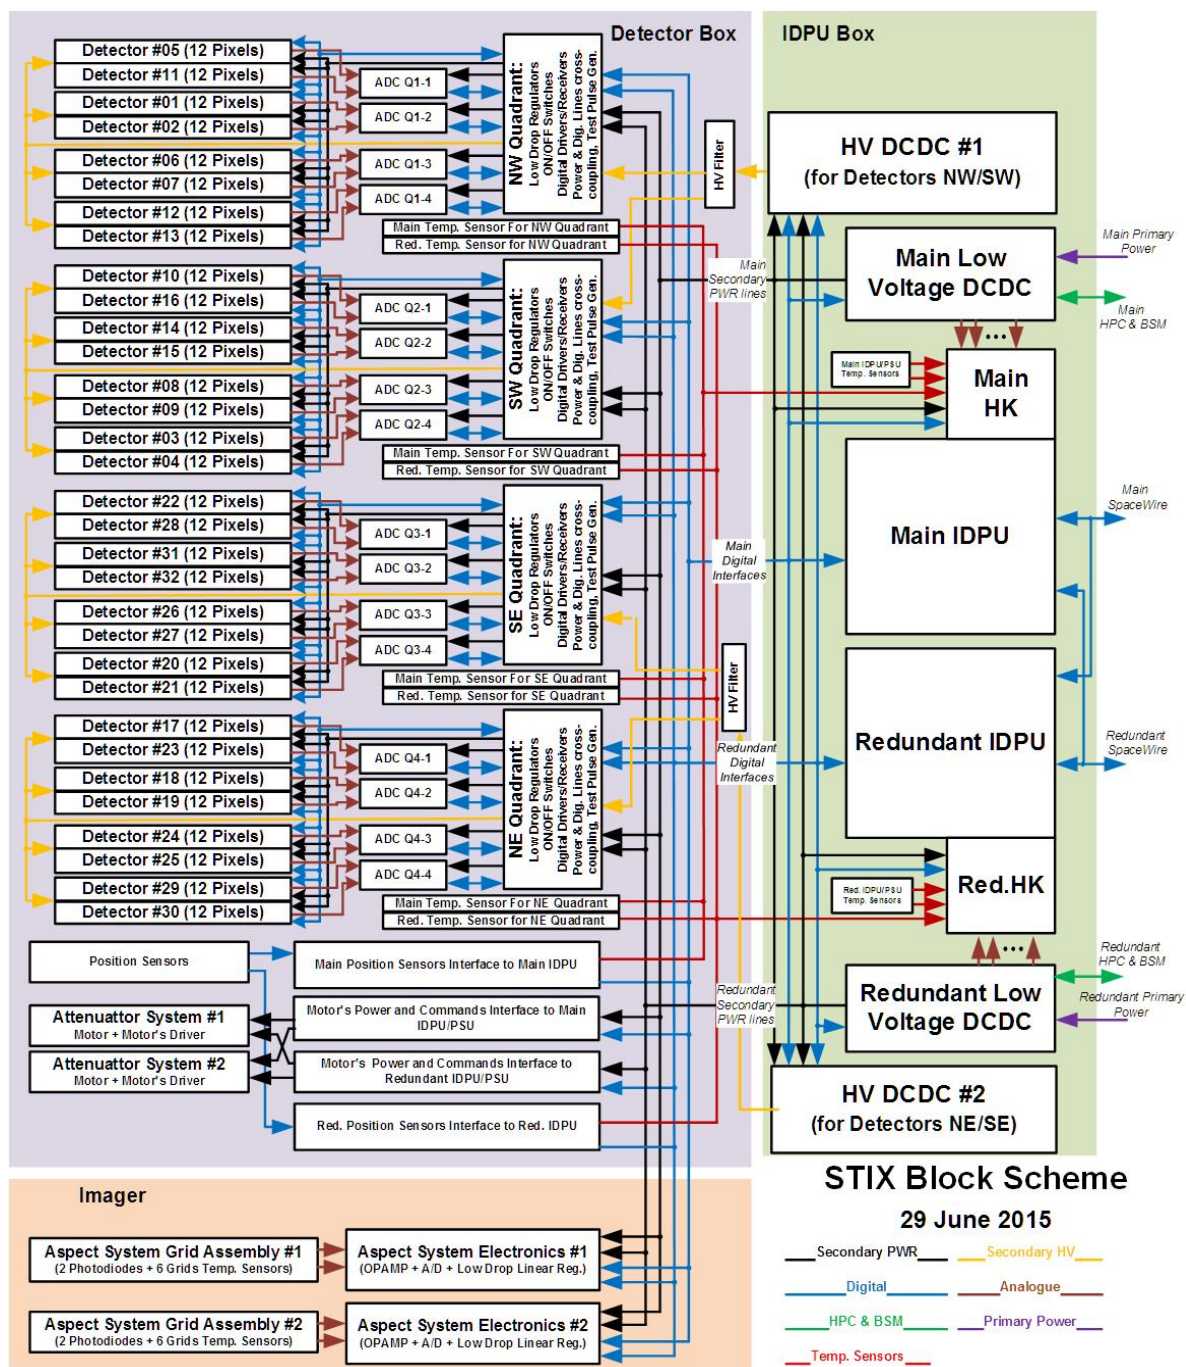 Detector Box
IDPU Box
Detector #05 (12 Pixels)
Detector #11 (12 Pixels)
Detector #01 (12 Pixels)
Detector #02 (12 Pixels)
Detector #06 (12 Pixels)
Detector #07 (12 Pixels)
Detector #12 (12 Pixels)
Detector #13 (12 Pixels)
ADC Q1-1
ADC Q1-2
ADC Q1-3
ADC Q1-4
NW Quadrant:
Low Drop Regulators
ON/OFF Switches
Digital Drivers/Receivers
Power & Dig. Lines cross-
coupling, Test Pulse Gen.
Main Temp. Sensor For NW Quadrant
Red. Temp. Sensor for NW Quadrant
Detector #10 (12 Pixels)
Detector #16 (12 Pixels)
Detector #14 (12 Pixels)
Detector #15 (12 Pixels)
Detector #08 (12 Pixels)
Detector #09 (12 Pixels)
Detector #03 (12 Pixels)
Detector #04 (12 Pixels)
ADC Q2-1
ADC Q2-2
ADC Q2-3
ADC Q2-4
SW Quadrant:
Low Drop Regulators
ON/OFF Switches
Digital Drivers/Receivers
Power & Dig. Lines cross-
coupling, Test Pulse Gen.
Main Temp. Sensor For SW Quadrant
Red. Temp. Sensor for SW Quadrant
Detector #22 (12 Pixels)
Detector #28 (12 Pixels)
Detector #31 (12 Pixels)
Detector #32 (12 Pixels)
Detector #26 (12 Pixels)
Detector #27 (12 Pixels)
Detector #20 (12 Pixels)
Detector #21 (12 Pixels)
ADC Q3-1
ADC Q3-2
ADC Q3-3
ADC Q3-4
SE Quadrant:
Low Drop Regulators
ON/OFF Switches
Digital Drivers/Receivers
Power & Dig. Lines cross-
coupling, Test Pulse Gen.
Main Temp. Sensor For SE Quadrant
Red. Temp. Sensor for SE Quadrant
Detector #17 (12 Pixels)
Detector #23 (12 Pixels)
Detector #18 (12 Pixels)
Detector #19 (12 Pixels)
Detector #24 (12 Pixels)
Detector #25 (12 Pixels)
Detector #29 (12 Pixels)
Detector #30 (12 Pixels)
ADC Q4-1
ADC Q4-2
ADC Q4-3
ADC Q4-4
NE Quadrant:
Low Drop Regulators
ON/OFF Switches
Digital Drivers/Receivers
Power & Dig. Lines cross-
coupling, Test Pulse Gen.
Main Temp. Sensor For NE Quadrant
Red. Temp. Sensor for NE Quadrant
Position Sensors
Main Position Sensors Interface to Main IDPU
Attenuattor System #1
Motor + Motor's Driver
Attenuattor System #2
Motor + Motor's Driver
Motor's Power and Commands Interface to Main
IDPU/PSU
Motor's Power and Commands Interface to
Redundant IDPU/PSU
Red. Position Sensors Interface to Red. IDPU
HV Filter
HV Filter
Main
Secondary
PWR lines
Main
Digital
Interfaces
Redundant
Digital
Interfaces
Redundant
Secondary
PWR lines
HV DCDC #1
(for Detectors NW/SW)
Main Low
Voltage DCDC
Main Primary
Power
Main
HPC & BSM
Main IDPU/PSU
Temp. Sensors
Main
HK
Main IDPU
Main
SpaceWire
Redundant IDPU
Redundant
SpaceWire
Red. IDPU/PSU
Temp. Sensors
Red.HK
Redundant
HPC & BSM
Redundant Low
Voltage DCDC
Redundant Primary
Power
HV DCDC #2
(for Detectors NE/SE)
Imager
Aspect System Grid Assembly #1
(2 Photodiodes + 6 Grids Temp. Sensors)
Aspect System Electronics #1
(OPAMP + A/D + Low Drop Linear Reg.)
Aspect System Grid Assembly #2
(2 Photodiodes + 6 Grids Temp. Sensors)
Aspect System Electronics #2
(OPAMP + A/D + Low Drop Linear Reg.)
STIX Block Scheme
29 June 2015
Secondary PWR
Secondary HV
Digital
Analogue
HPC & BSM
Primary Power
Temp. Sensors